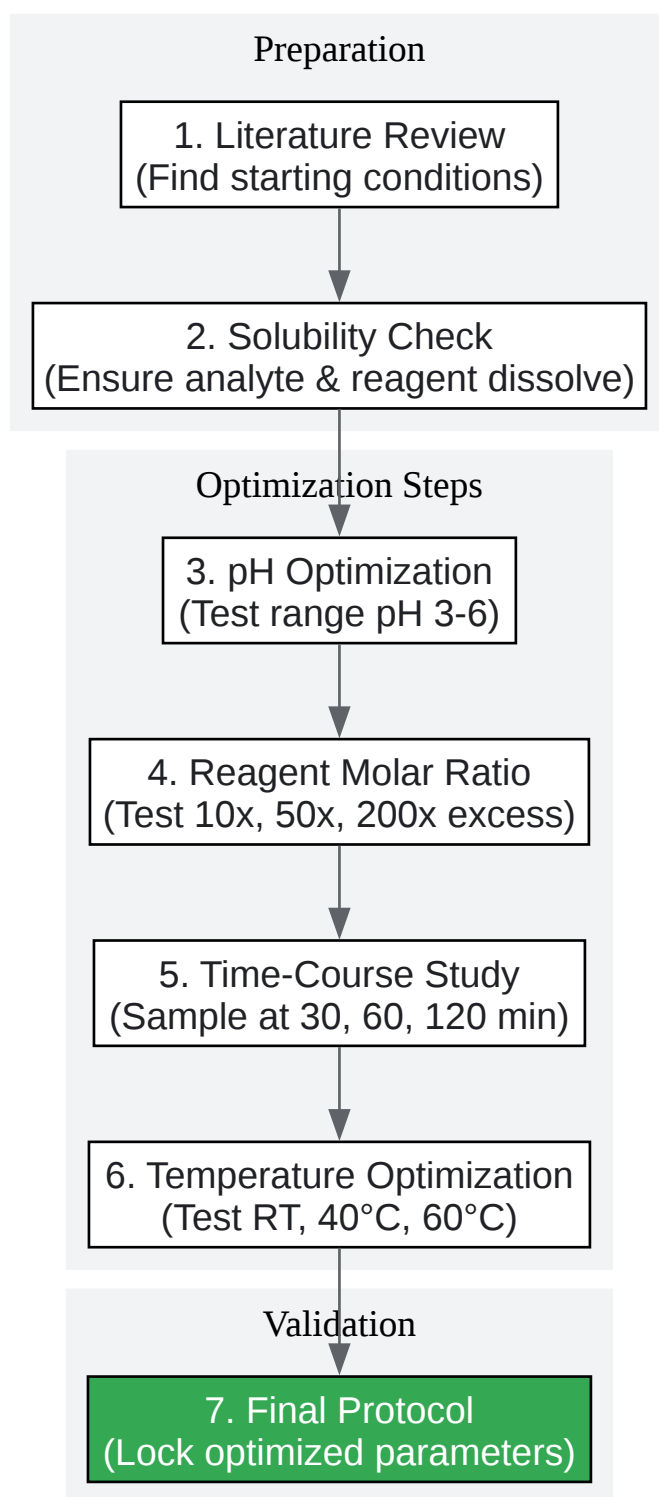 Preparation
1. Literature Review
(Find starting conditions)
2. Solubility Check
(Ensure analyte & reagent dissolve)
Optimization Steps
3. pH Optimization
(Test range pH 3-6)
4. Reagent Molar Ratio
(Test 10x, 50x, 200x excess)
5. Time-Course Study
(Sample at 30, 60, 120 min)
6. Temperature Optimization
(Test RT, 40°C, 60°C)
Validation
7. Final Protocol
(Lock optimized parameters)